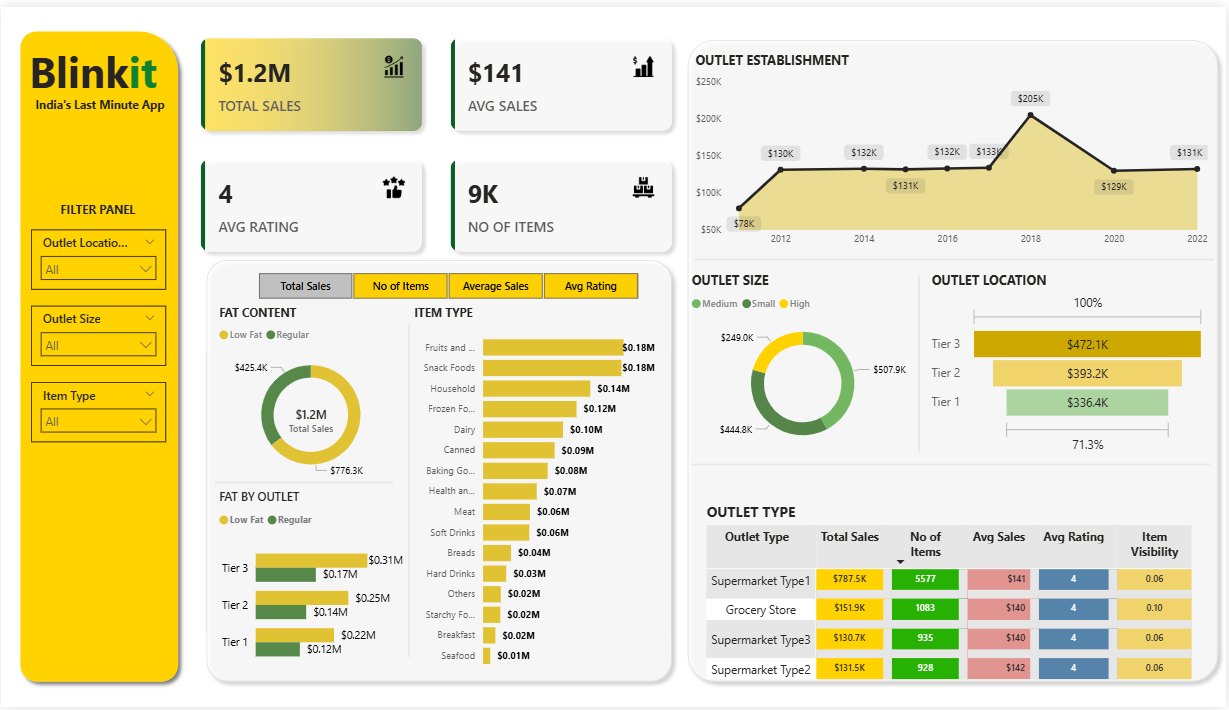 Blinkit
India's Last Minute App
FILTER PANEL
Outlet Locatio...
All
Outlet Size
All
Item Type
All
$1.2M
TOTAL SALES
$141
AVG SALES
4
AVG RATING
9K
NO OF ITEMS
Total Sales No of Items Average Sales Avg Rating
FAT CONTENT
Low Fat Regular
$425.4K
$1.2M
Total Sales
$776.3K
FAT BY OUTLET
Low Fat Regular
Tier 3 $0.31M
$0.17M
Tier 2 $0.25M
$0.14M
Tier 1 $0.22M
$0.12M
ITEM TYPE
Fruits and ... $0.18M
Snack Foods $0.18M
Household $0.14M
Frozen Fo... $0.12M
Dairy $0.10M
Canned $0.09M
Baking Go... $0.08M
Health an... $0.07M
Meat $0.06M
Soft Drinks $0.06M
Breads $0.04M
Hard Drinks $0.03M
Others $0.02M
Starchy Fo... $0.02M
Breakfast $0.02M
Seafood $0.01M
OUTLET ESTABLISHMENT
$250K
$200K
$150K
$100K
$50K
$78K
$130K
$132K
$131K
$132K
$133K
$205K
$129K
$131K
2012 2014 2016 2018 2020 2022
OUTLET SIZE
Medium Small High
$249.0K
$507.9K
$444.8K
OUTLET LOCATION
100%
Tier 3 $472.1K
Tier 2 $393.2K
Tier 1 $336.4K
71.3%
OUTLET TYPE
Outlet Type Total Sales No of Items Avg Sales Avg Rating Item Visibility
Supermarket Type1 $787.5K 5577 $141 4 0.06
Grocery Store $151.9K 1083 $140 4 0.10
Supermarket Type3 $130.7K 935 $140 4 0.06
Supermarket Type2 $131.5K 928 $142 4 0.06